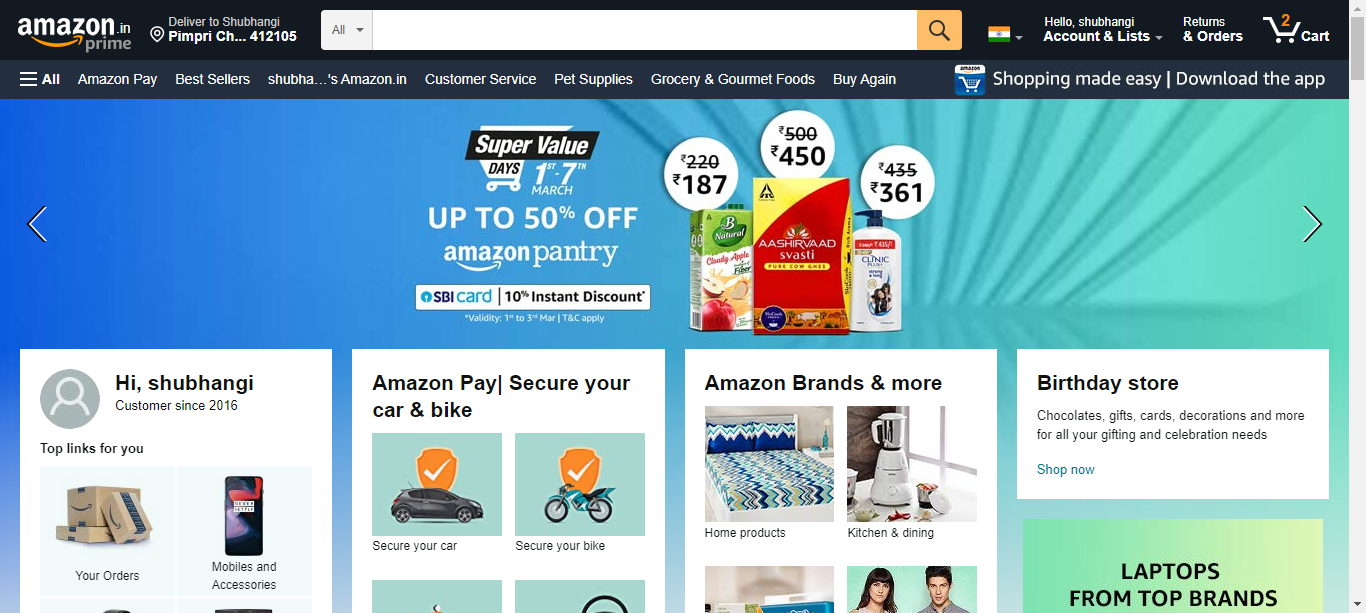 amazon.in
prime
Deliver to Shubhangi
Pimpri Ch... 412105
All
Hello, shubhangi
Account & Lists
Returns
& Orders
2
Cart
All
Amazon Pay
Best Sellers
shubha...'s Amazon.in
Customer Service
Pet Supplies
Grocery & Gourmet Foods
Buy Again
amazon
Shopping made easy | Download the app
Super Value
DAYS 1ST-7TH
MARCH
UP TO 50% OFF
amazon pantry
SBI card | 10% Instant Discount*
*Validity: 1st to 3rd Mar | T&C apply
₹220
₹187
₹500
₹450
₹435
₹361
B
Natural
Cloudy Apple
Fiber
AASHIRVAAD
svasti
PURE COW GHEE
CLINIC
PLUS+
strong
& long
Hi, shubhangi
Customer since 2016
Top links for you
Your Orders
NEVER
SETTLE
Mobiles and
Accessories
Amazon Pay| Secure your
car & bike
Secure your car
Secure your bike
Amazon Brands & more
Home products
Kitchen & dining
Birthday store
Chocolates, gifts, cards, decorations and more
for all your gifting and celebration needs
Shop now
LAPTOPS
FROM TOP BRANDS